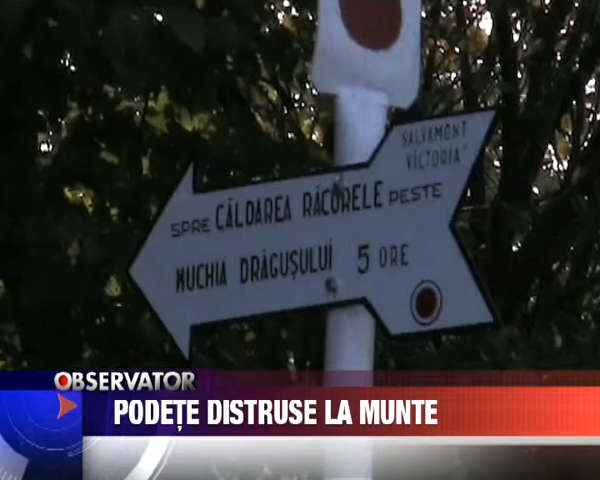 SALVAMONT
VICTORIA"
SPRE CĂLDAREA RĂCORELE PESTE
MUCHIA DRĂGUȘULUI 5 ORE
OBSERVATOR
PODEȚE DISTRUSE LA MUNTE